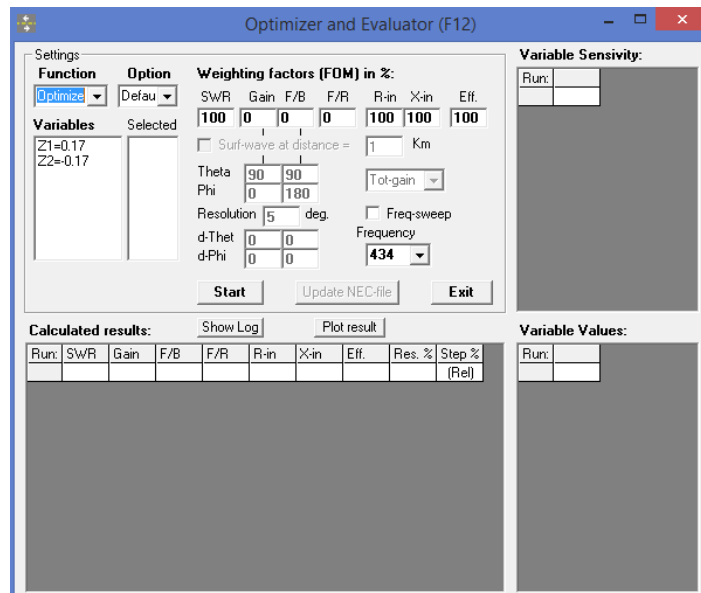 Optimizer and Evaluator (F12)
Settings
Function Option Weighting factors (FOM) in %:
Optimize Defau SWR Gain F/B F/R R-in X-in Eff.
100 0 0 0 100 100 100
Variables Selected
Z1=0.17
Z2=-0.17
Surf-wave at distance = 1 Km
Theta 90 90
Phi 0 180
Tot-gain
Resolution 5 deg. Freq-sweep
d-Thet 0 0 Frequency
d-Phi 0 0 434
Start Update NEC-file Exit
Variable Sensivity:
Run:
Calculated results: Show Log Plot result
Run: SWR Gain F/B F/R R-in X-in Eff. Res. % Step %
(Rel)
Variable Values:
Run: